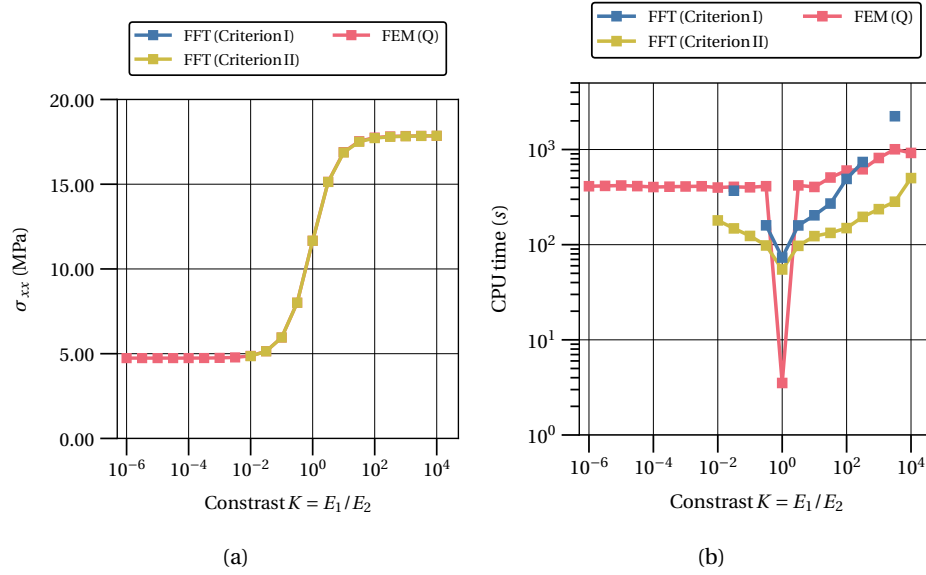 FFT (Criterion I) FEM (Q)
FFT (Criterion II)
20.00
15.00
10.00
5.00
0.00
σxx (MPa)
10⁻⁶ 10⁻⁴ 10⁻² 10⁰ 10² 10⁴
Constrast K = E₁/E₂
(a)
FFT (Criterion I) FEM (Q)
FFT (Criterion II)
10³
10²
10¹
10⁰
CPU time (s)
10⁻⁶ 10⁻⁴ 10⁻² 10⁰ 10² 10⁴
Constrast K = E₁/E₂
(b)